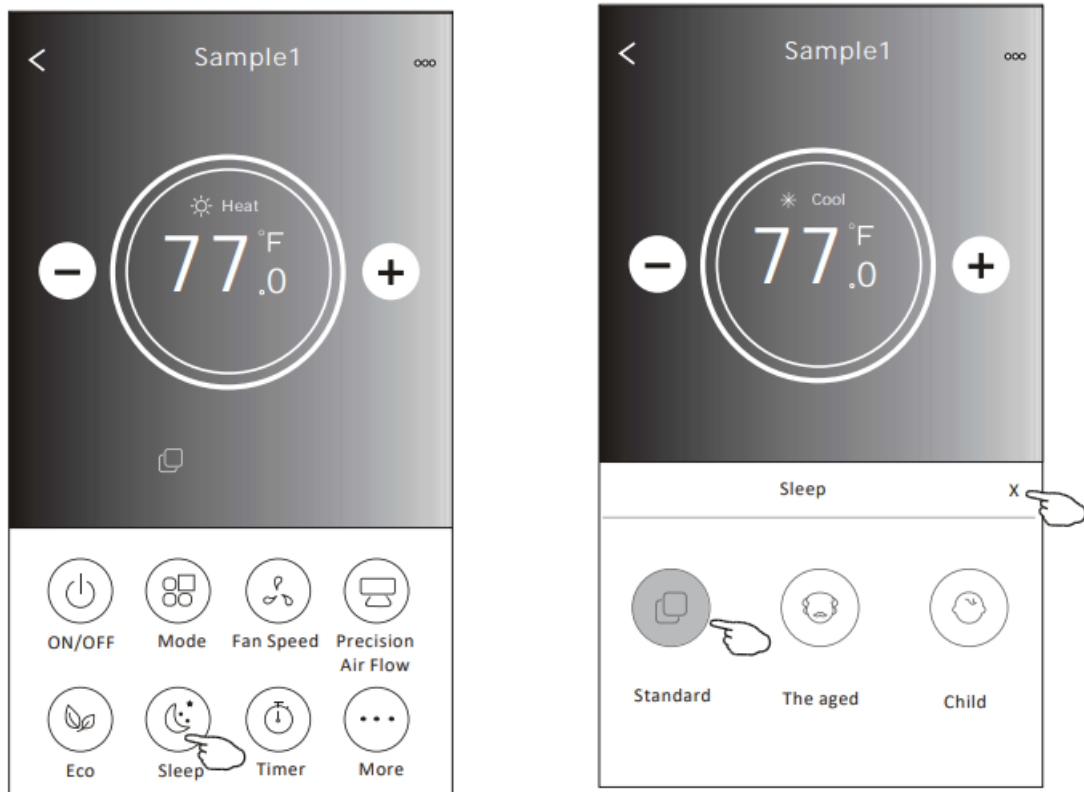 Sample1
Heat
77.0 °F
ON/OFF
Mode
Fan Speed
Precision
Air Flow
Eco
Sleep
Timer
More
Sample1
Cool
77.0 °F
Sleep
X
Standard
The aged
Child